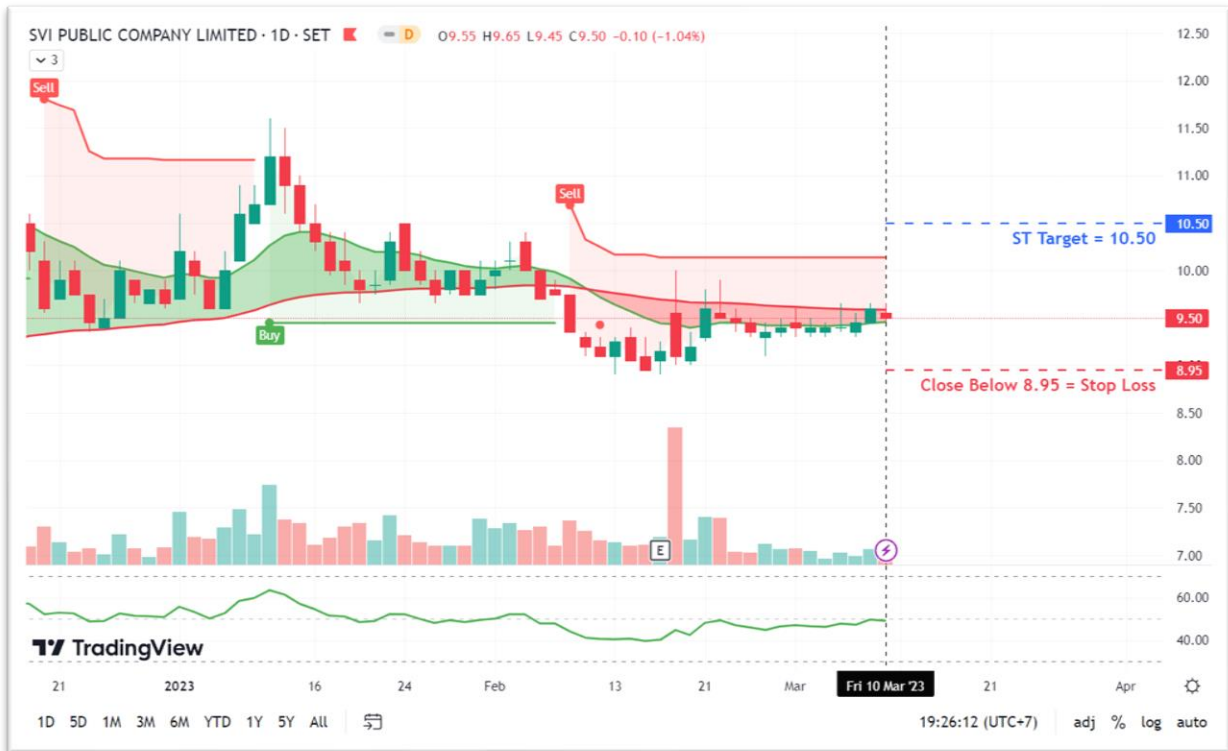 SVI PUBLIC COMPANY LIMITED · 1D · SET D O9.55 H9.65 L9.45 C9.50 −0.10 (−1.04%)
3
Sell
Sell
Buy
12.50
12.00
11.50
11.00
10.50
ST Target = 10.50
10.00
9.50
8.95
Close Below 8.95 = Stop Loss
8.50
8.00
7.50
7.00
E
60.00
40.00
TradingView
21 2023 16 24 Feb 13 21 Mar Fri 10 Mar '23 21 Apr
1D 5D 1M 3M 6M YTD 1Y 5Y All 19:26:12 (UTC+7) adj % log auto